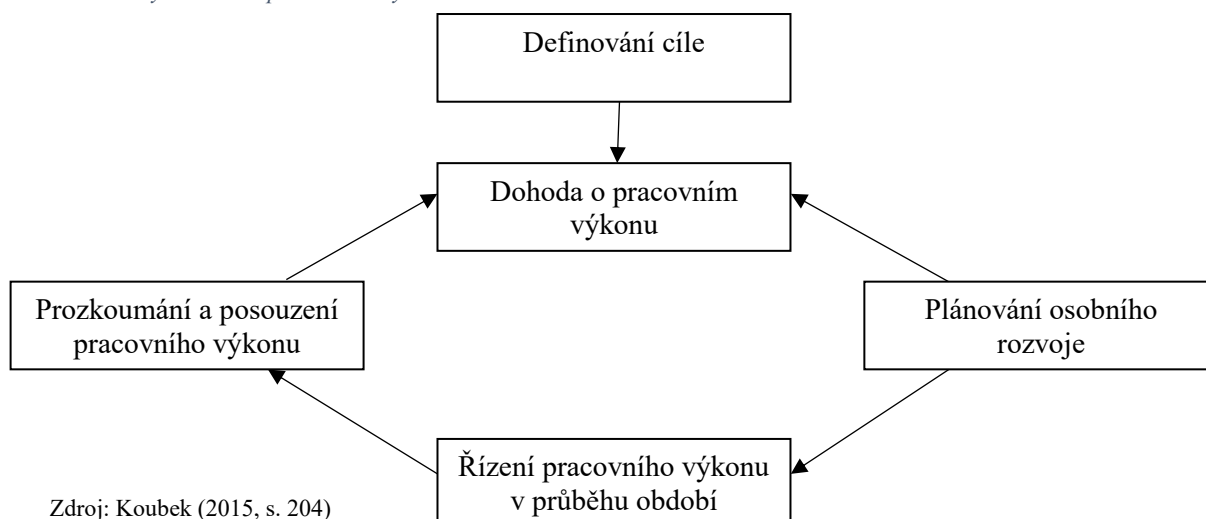 Definování cíle
Dohoda o pracovním
výkonu
Prozkoumání a posouzení
pracovního výkonu
Plánování osobního
rozvoje
Řízení pracovního výkonu
v průběhu období
Zdroj: Koubek (2015, s. 204)